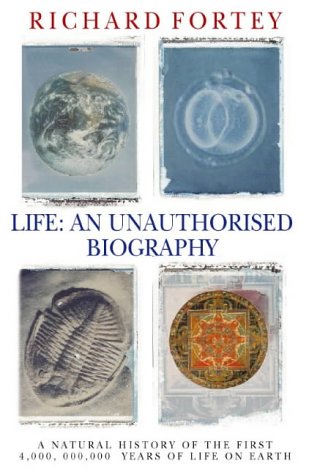 RICHARD FORTEY
LIFE: AN UNAUTHORISED
BIOGRAPHY
A NATURAL HISTORY OF THE FIRST
4,000, 000,000 YEARS OF LIFE ON EARTH